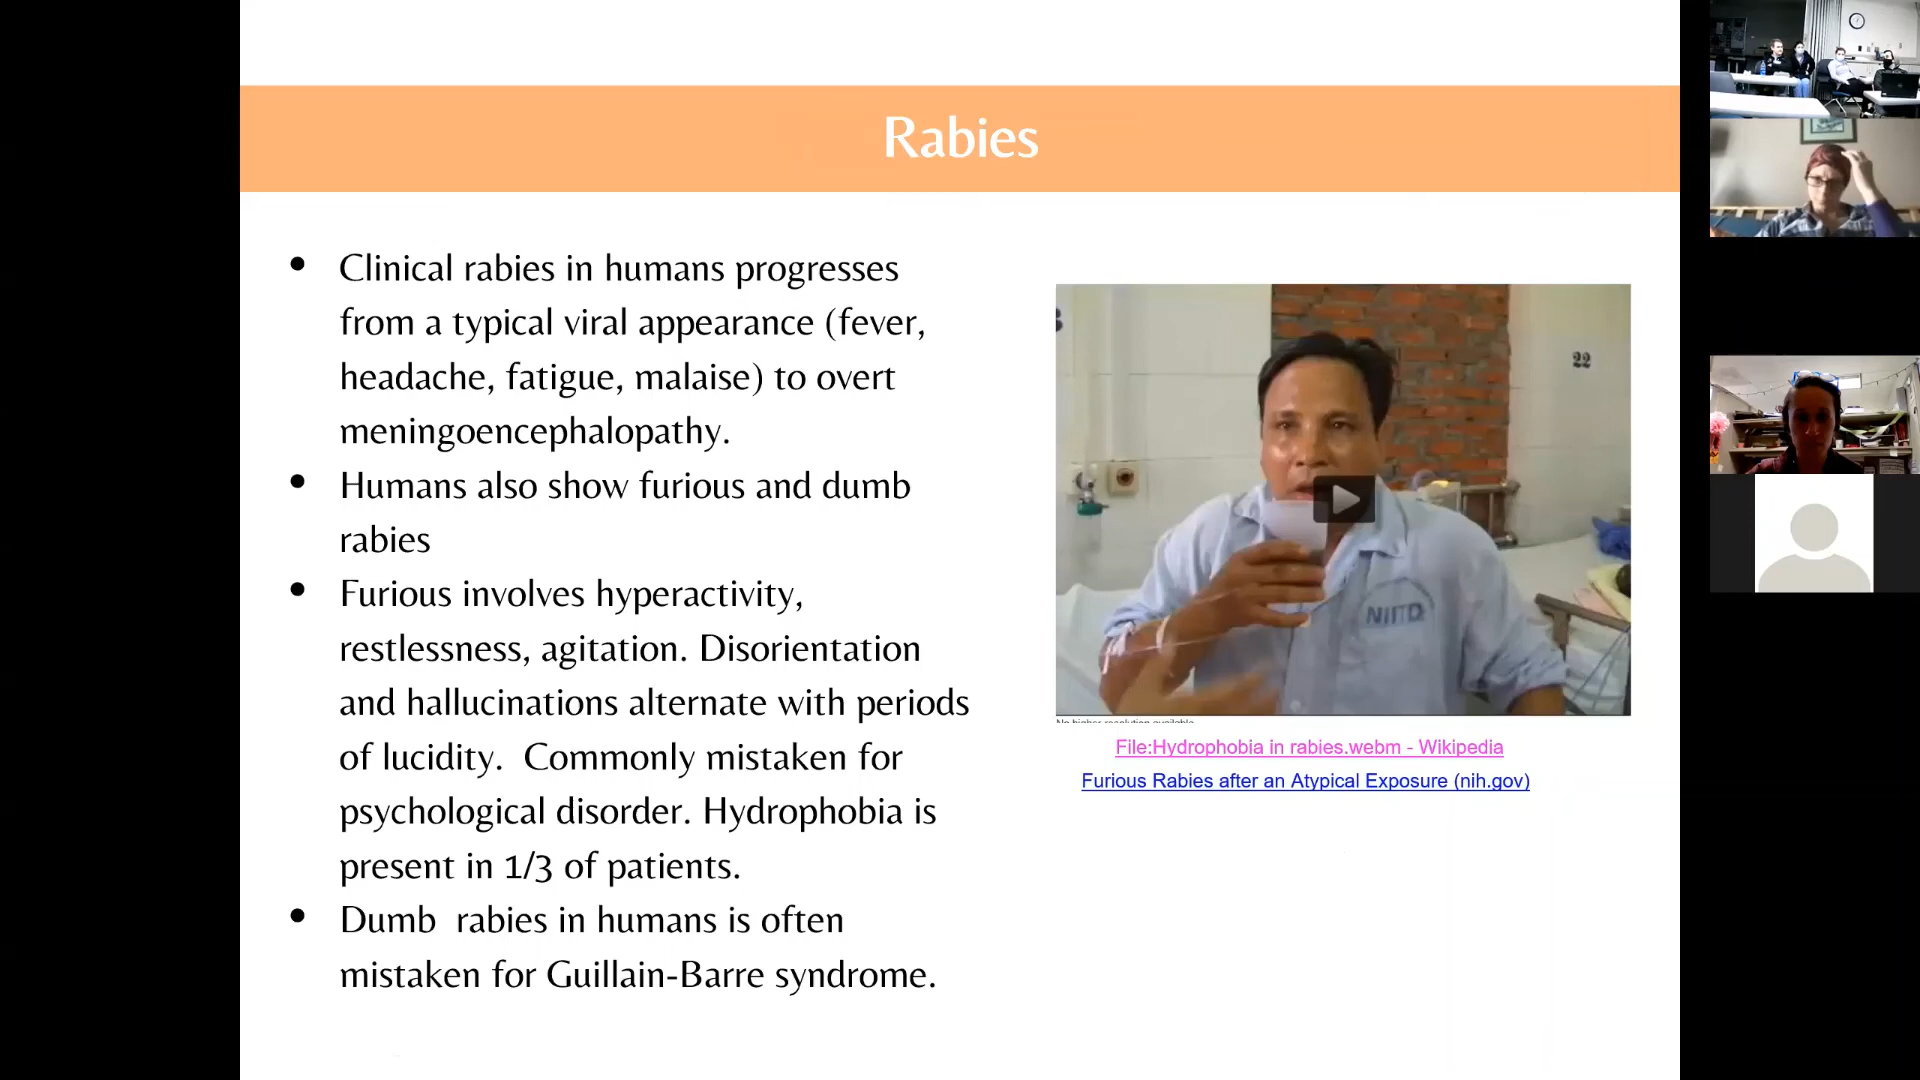 Rabies
• Clinical rabies in humans progresses
from a typical viral appearance (fever,
headache, fatigue, malaise) to overt
meningoencephalopathy.
• Humans also show furious and dumb
rabies
• Furious involves hyperactivity,
restlessness, agitation. Disorientation
and hallucinations alternate with periods
of lucidity.  Commonly mistaken for
psychological disorder. Hydrophobia is
present in 1/3 of patients.
• Dumb  rabies in humans is often
mistaken for Guillain-Barre syndrome.
22
NIITD
No higher resolution available
File:Hydrophobia in rabies.webm - Wikipedia
Furious Rabies after an Atypical Exposure (nih.gov)